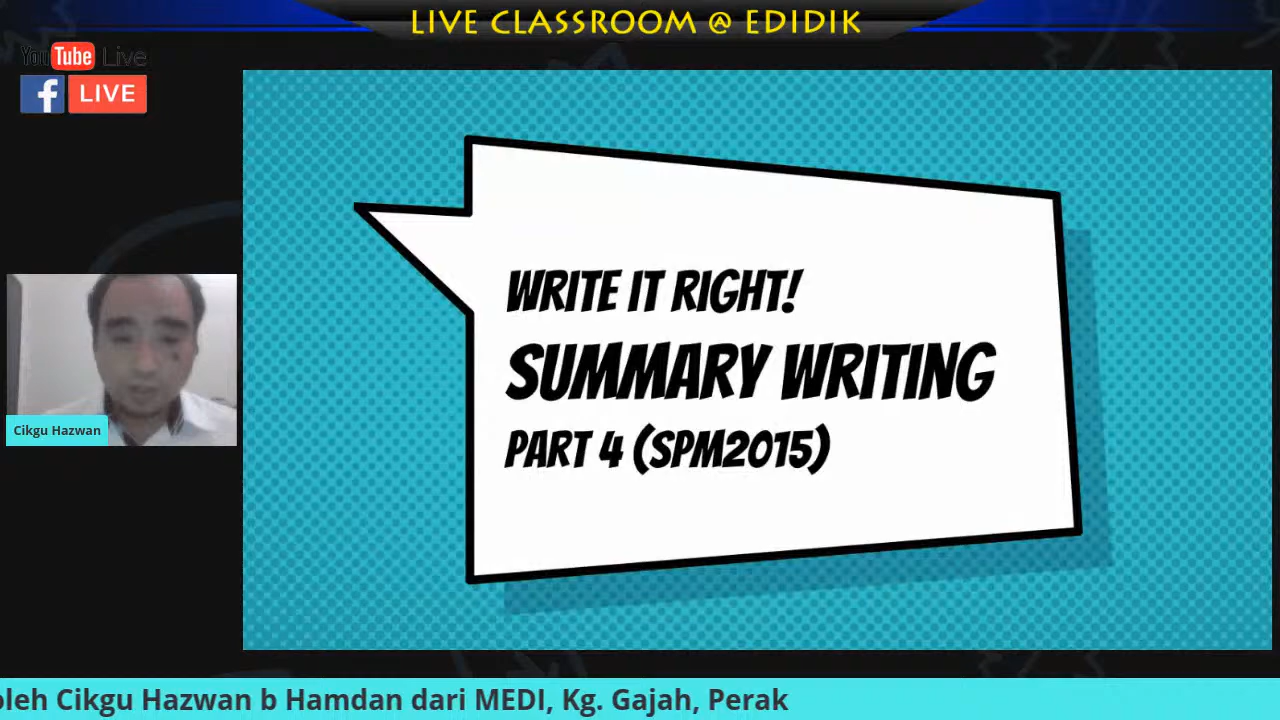 LIVE CLASSROOM @ EDIDIK
YouTube Live
f LIVE
WRITE IT RIGHT!
SUMMARY WRITING
PART 4 (SPM2015)
Cikgu Hazwan
oleh Cikgu Hazwan b Hamdan dari MEDI, Kg. Gajah, Perak